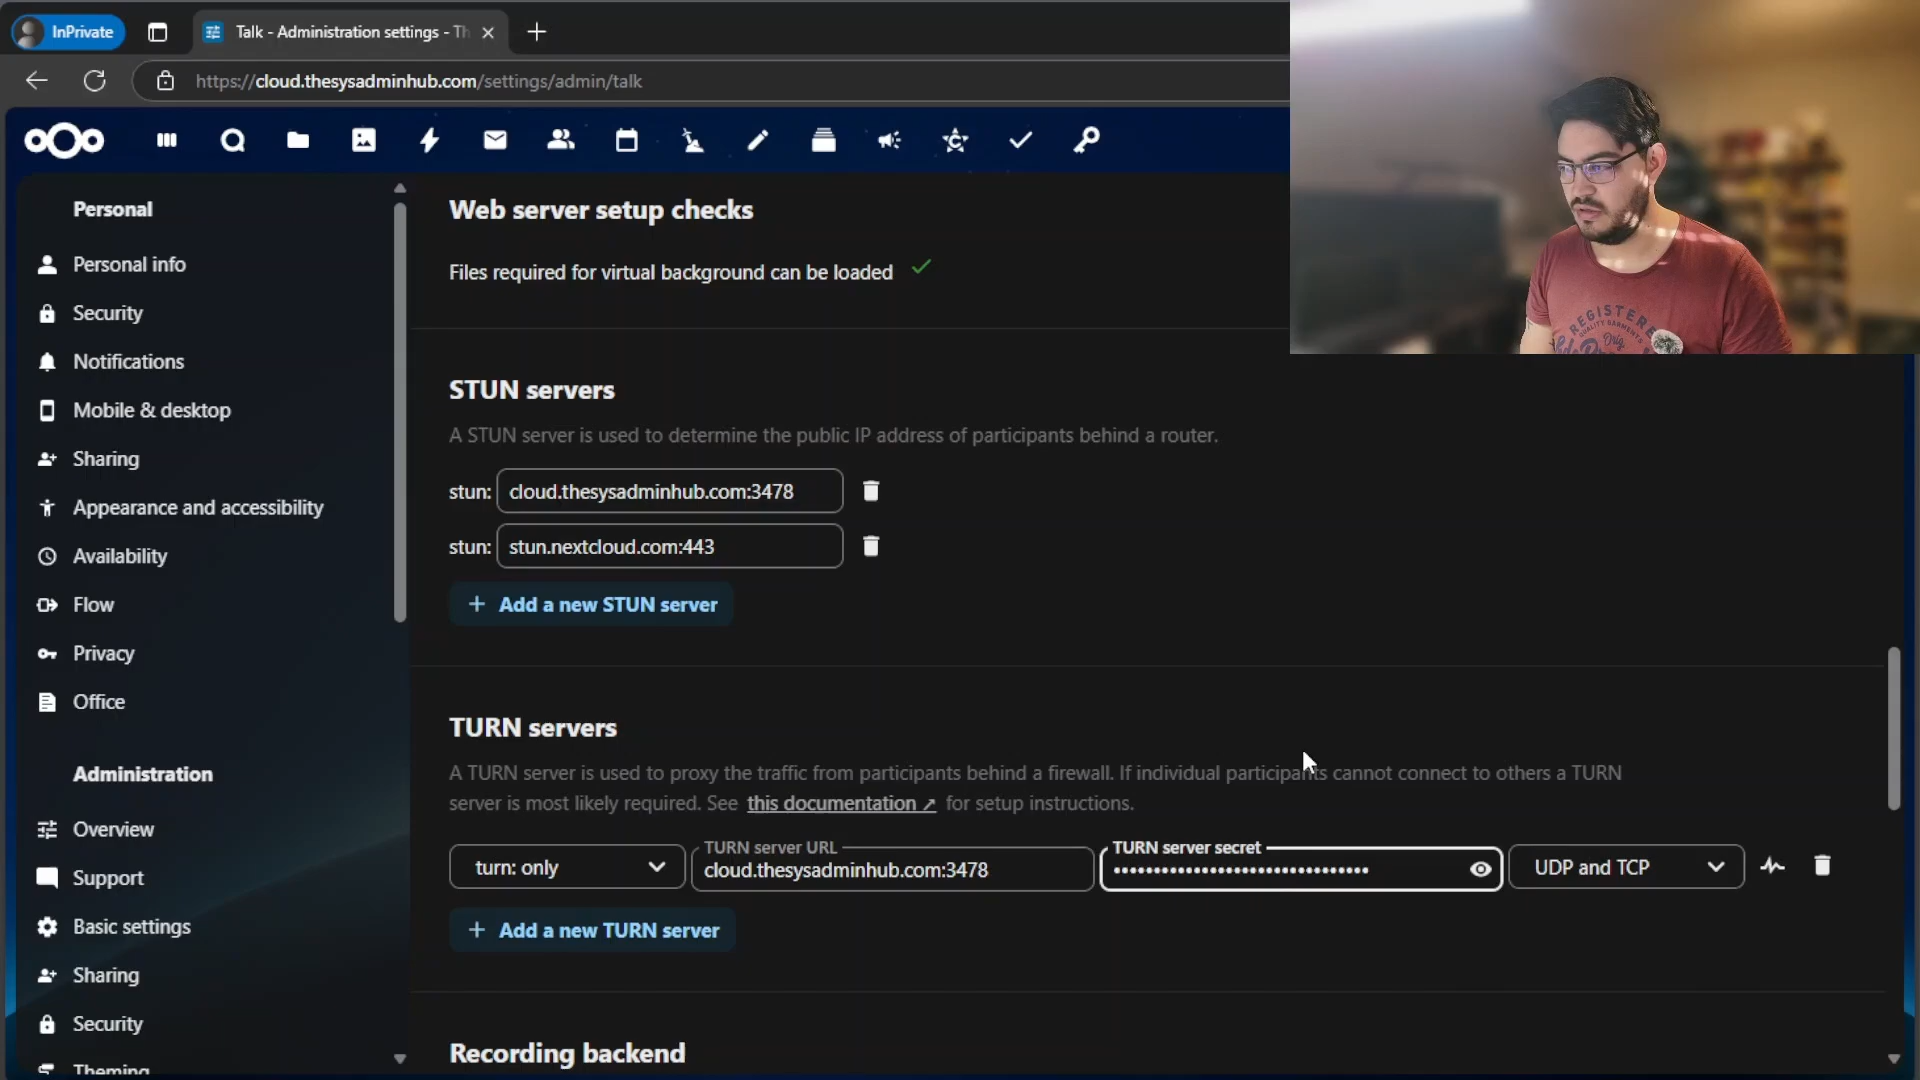 InPrivate
Talk - Administration settings - Th
https://cloud.thesysadminhub.com/settings/admin/talk
Personal
Personal info
Security
Notifications
Mobile & desktop
Sharing
Appearance and accessibility
Availability
Flow
Privacy
Office
Administration
Overview
Support
Basic settings
Sharing
Security
Theming
Web server setup checks
Files required for virtual background can be loaded
STUN servers
A STUN server is used to determine the public IP address of participants behind a router.
stun: cloud.thesysadminhub.com:3478
stun: stun.nextcloud.com:443
+ Add a new STUN server
TURN servers
A TURN server is used to proxy the traffic from participants behind a firewall. If individual participants cannot connect to others a TURN
server is most likely required. See this documentation ↗ for setup instructions.
TURN server URL TURN server secret
turn: only cloud.thesysadminhub.com:3478 •••••••••••••••••••••••••••••••• UDP and TCP
+ Add a new TURN server
Recording backend
REGISTERE
QUALITY GARMENTS
Orig.